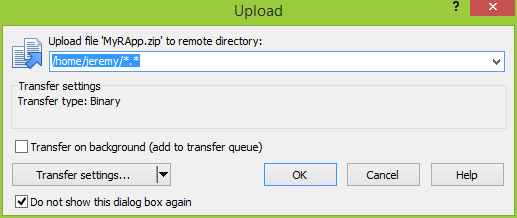 Upload
?
Upload file 'MyRApp.zip' to remote directory:
/home/jeremy/*.*
Transfer settings
Transfer type: Binary
Transfer on background (add to transfer queue)
Transfer settings...
OK
Cancel
Help
Do not show this dialog box again